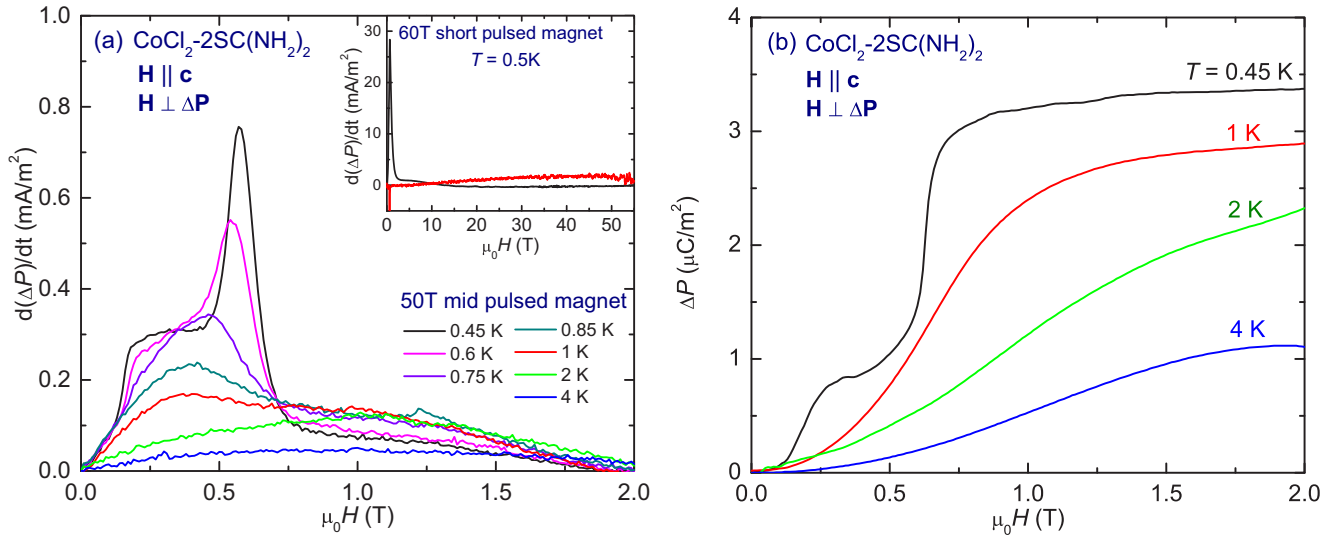 (a) CoCl₂-2SC(NH₂)₂
H || c
H ⊥ ΔP
60T short pulsed magnet
T = 0.5K
d(ΔP)/dt (mA/m²)
30
20
10
0
0 10 20 30 40 50
μ₀H (T)
50T mid pulsed magnet
0.45 K 0.85 K
0.6 K 1 K
0.75 K 2 K
4 K
d(ΔP)/dt (mA/m²)
1.0
0.8
0.6
0.4
0.2
0.0
0.0 0.5 1.0 1.5 2.0
μ₀H (T)
(b) CoCl₂-2SC(NH₂)₂
H || c
H ⊥ ΔP
T = 0.45 K
1 K
2 K
4 K
ΔP (μC/m²)
4
3
2
1
0
0.0 0.5 1.0 1.5 2.0
μ₀H (T)